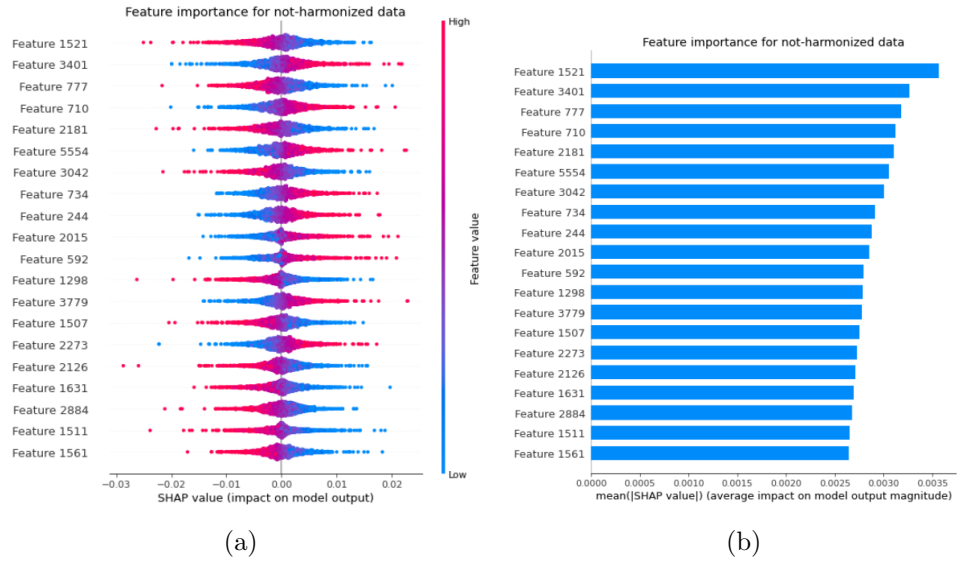 Feature importance for not-harmonized data
High
Feature 1521
Feature 3401
Feature 777
Feature 710
Feature 2181
Feature 5554
Feature 3042
Feature 734
Feature 244
Feature 2015
Feature 592
Feature 1298
Feature 3779
Feature 1507
Feature 2273
Feature 2126
Feature 1631
Feature 2884
Feature 1511
Feature 1561
Feature value
Low
−0.03 −0.02 −0.01 0.00 0.01 0.02
SHAP value (impact on model output)
(a)
Feature importance for not-harmonized data
Feature 1521
Feature 3401
Feature 777
Feature 710
Feature 2181
Feature 5554
Feature 3042
Feature 734
Feature 244
Feature 2015
Feature 592
Feature 1298
Feature 3779
Feature 1507
Feature 2273
Feature 2126
Feature 1631
Feature 2884
Feature 1511
Feature 1561
0.0000 0.0005 0.0010 0.0015 0.0020 0.0025 0.0030 0.0035
mean(|SHAP value|) (average impact on model output magnitude)
(b)